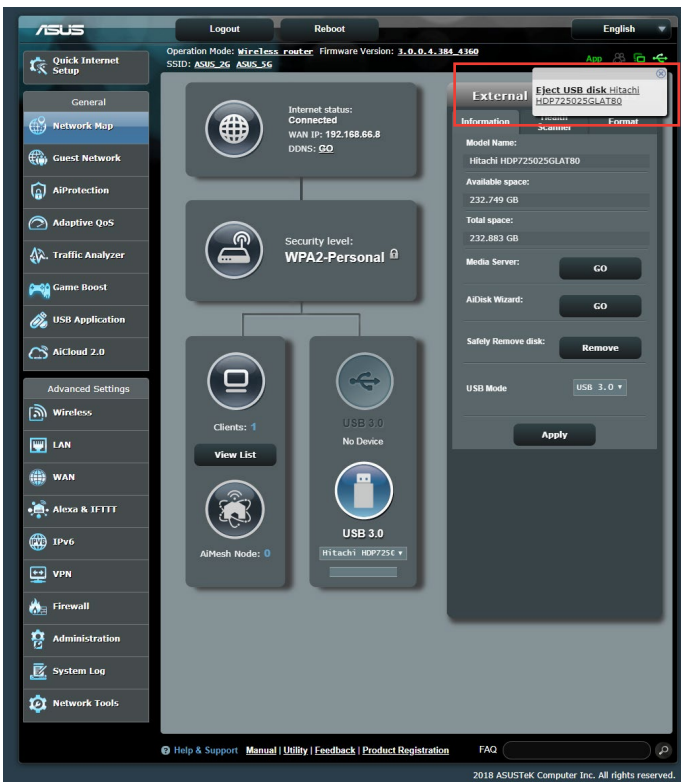 ASUS
Logout
Reboot
English
Quick Internet
Setup
Operation Mode: Wireless router Firmware Version: 3.0.0.4.384_4360
SSID: ASUS_2G ASUS_5G
App
General
Network Map
Guest Network
AiProtection
Adaptive QoS
Traffic Analyzer
Game Boost
USB Application
AiCloud 2.0
Advanced Settings
Wireless
LAN
WAN
Alexa & IFTTT
IPv6
VPN
Firewall
Administration
System Log
Network Tools
Internet status:
Connected
WAN IP: 192.168.66.8
DDNS: GO
Security level:
WPA2-Personal
Clients: 1
View List
AiMesh Node: 0
USB 3.0
No Device
USB 3.0
Hitachi HDP725C
External
Eject USB disk Hitachi
HDP725025GLAT80
Information
Health
Scanner
Format
Model Name:
Hitachi HDP725025GLAT80
Available space:
232.749 GB
Total space:
232.883 GB
Media Server:
GO
AiDisk Wizard:
GO
Safely Remove disk:
Remove
USB Mode
USB 3.0
Apply
Help & Support Manual | Utility | Feedback | Product Registration
FAQ
2018 ASUSTeK Computer Inc. All rights reserved.